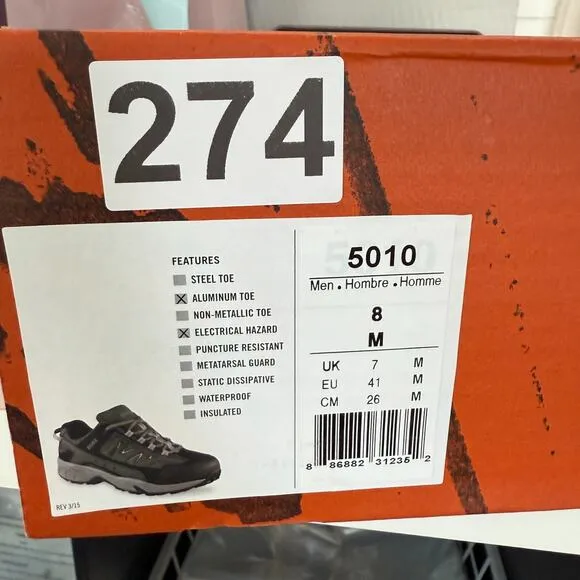 274
FEATURES
STEEL TOE
X ALUMINUM TOE
NON-METALLIC TOE
X ELECTRICAL HAZARD
PUNCTURE RESISTANT
METATARSAL GUARD
STATIC DISSIPATIVE
WATERPROOF
INSULATED
REV 3/15
5010
Men . Hombre . Homme
8
M
UK 7 M
EU 41 M
CM 26 M
8 86882 31235 2